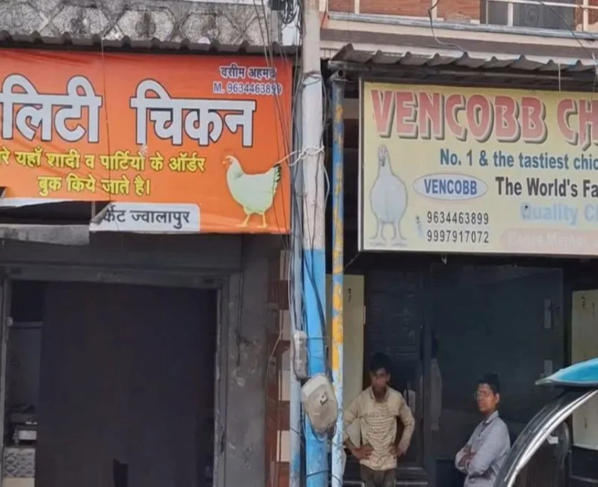 वसीम अहमद
M. 9634463899
लिटी चिकन
रे यहाँ शादी व पार्टियो के ऑर्डर
बुक किये जाते है।
र्केट ज्वालापुर
VENCOBB CH
No. 1 & the tastiest chic
VENCOBB
The World's Fa
Quality C
9634463899
9997917072